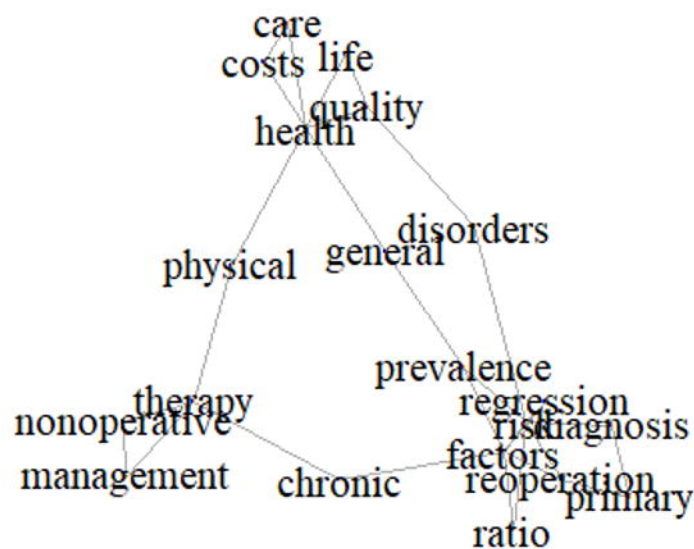 care
costs
life
quality
health
disorders
general
physical
prevalence
therapy
regression
nonoperative
risk
diagnosis
factors
management
chronic
reoperation
primary
ratio